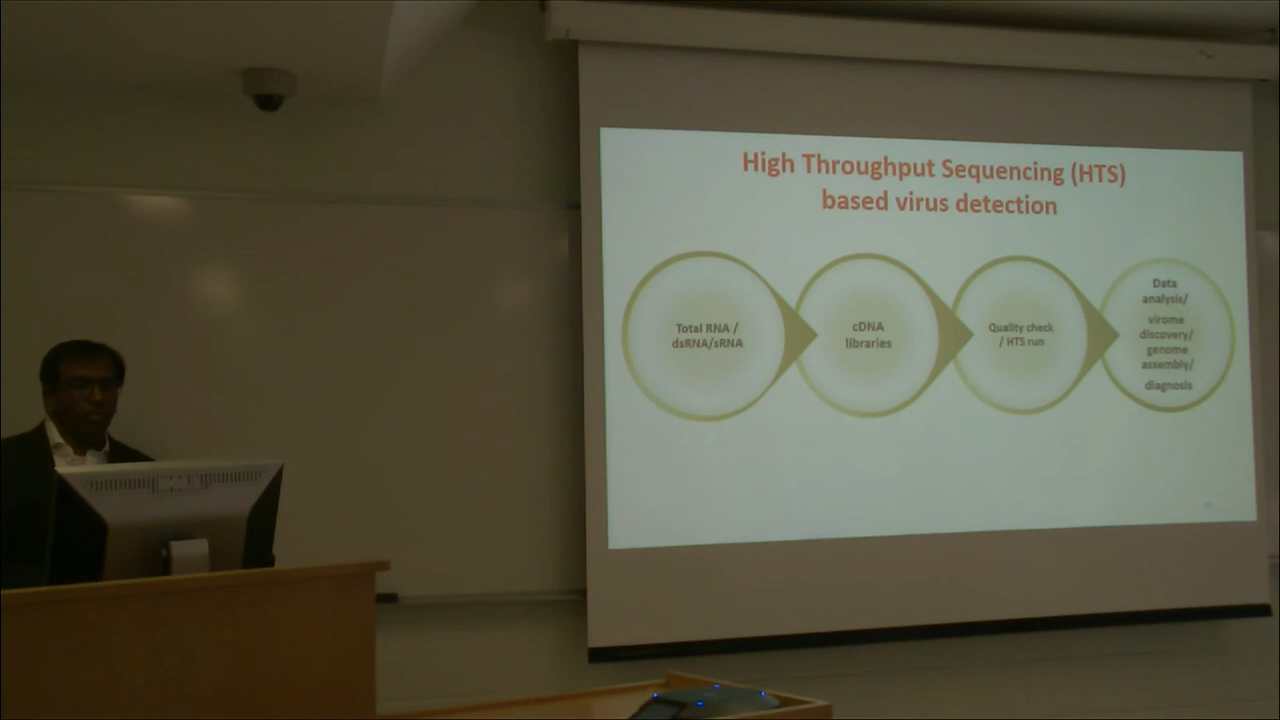 High Throughput Sequencing (HTS)
based virus detection
Total RNA /
dsRNA/sRNA
cDNA
libraries
Quality check
/ HTS run
Data
analysis/
virome
discovery/
genome
assembly/
diagnosis